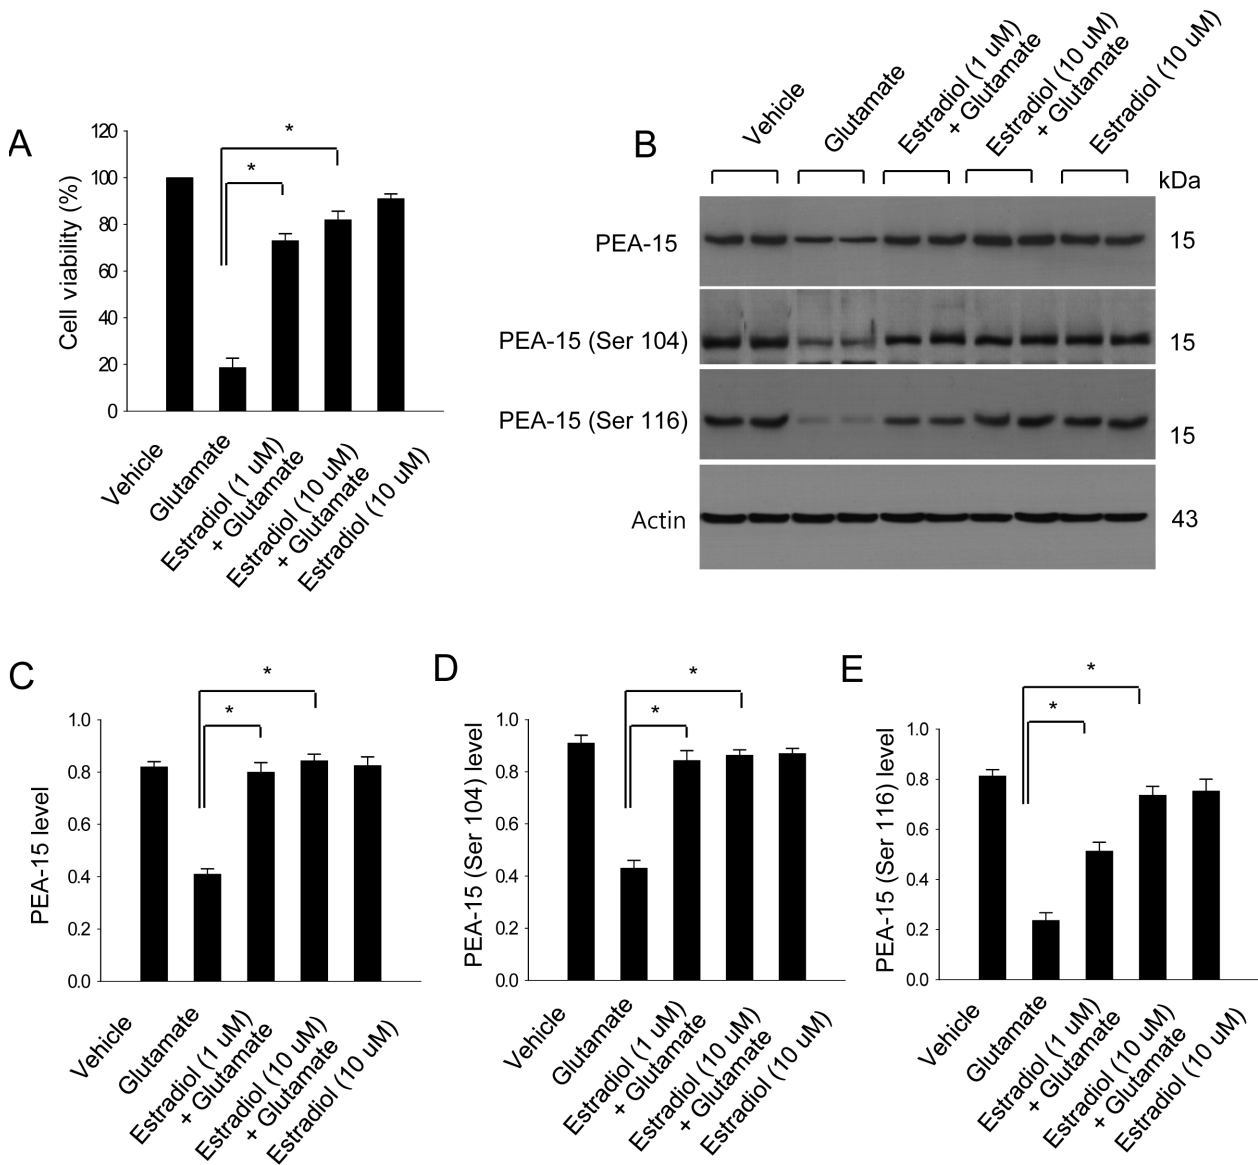 A
Cell viability (%)
120
100
80
60
40
20
0
*
*
Vehicle
Glutamate
Estradiol (1 uM)
+ Glutamate
Estradiol (10 uM)
+ Glutamate
Estradiol (10 uM)
B
Vehicle
Glutamate
Estradiol (1 uM)
+ Glutamate
Estradiol (10 uM)
+ Glutamate
Estradiol (10 uM)
kDa
PEA-15
15
PEA-15 (Ser 104)
15
PEA-15 (Ser 116)
15
Actin
43
C
PEA-15 level
1.0
0.8
0.6
0.4
0.2
0.0
*
*
Vehicle
Glutamate
Estradiol (1 uM)
+ Glutamate
Estradiol (10 uM)
+ Glutamate
Estradiol (10 uM)
D
PEA-15 (Ser 104) level
1.0
0.8
0.6
0.4
0.2
0.0
*
*
Vehicle
Glutamate
Estradiol (1 uM)
+ Glutamate
Estradiol (10 uM)
+ Glutamate
Estradiol (10 uM)
E
PEA-15 (Ser 116) level
1.0
0.8
0.6
0.4
0.2
0.0
*
*
Vehicle
Glutamate
Estradiol (1 uM)
+ Glutamate
Estradiol (10 uM)
+ Glutamate
Estradiol (10 uM)